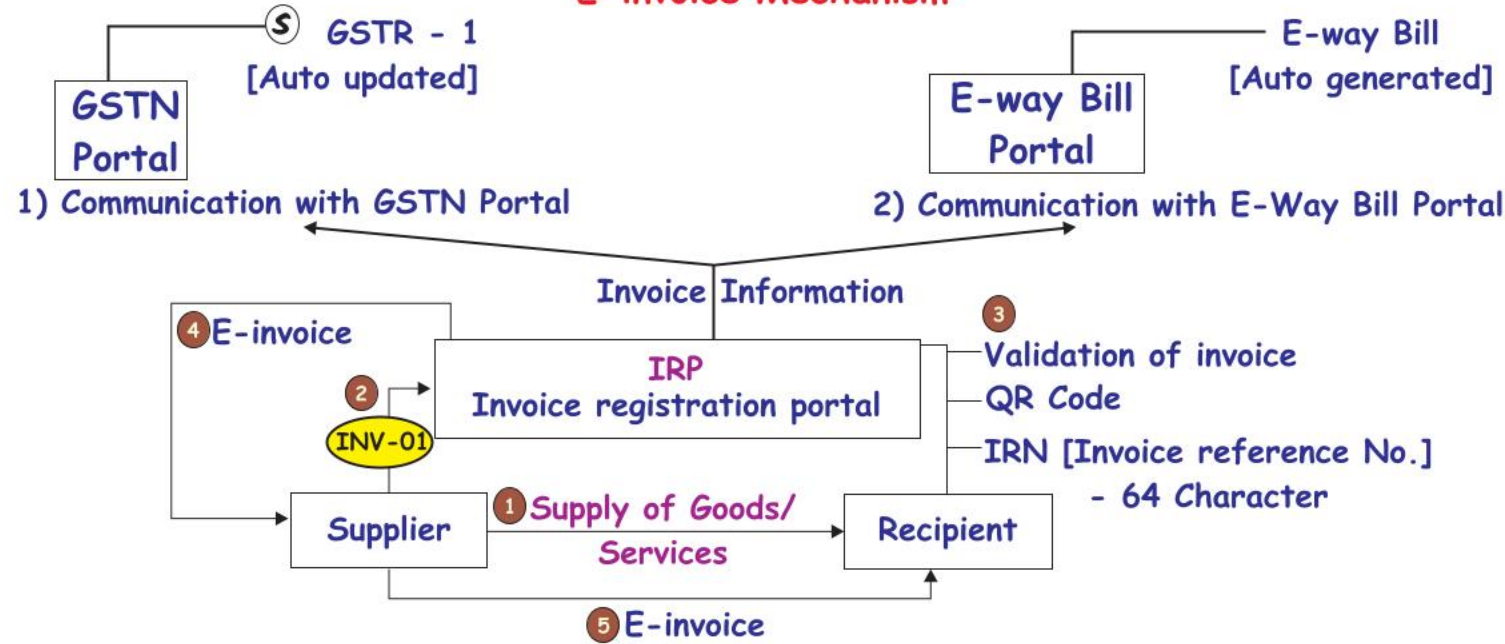 E-Invoice Mechanism
S GSTR - 1
[Auto updated]
GSTN
Portal
1) Communication with GSTN Portal
E-way Bill
[Auto generated]
E-way Bill
Portal
2) Communication with E-Way Bill Portal
Invoice Information
4 E-invoice
2
INV-01
IRP
Invoice registration portal
3
Validation of invoice
QR Code
IRN [Invoice reference No.]
- 64 Character
Supplier
1 Supply of Goods/
Services
Recipient
5 E-invoice